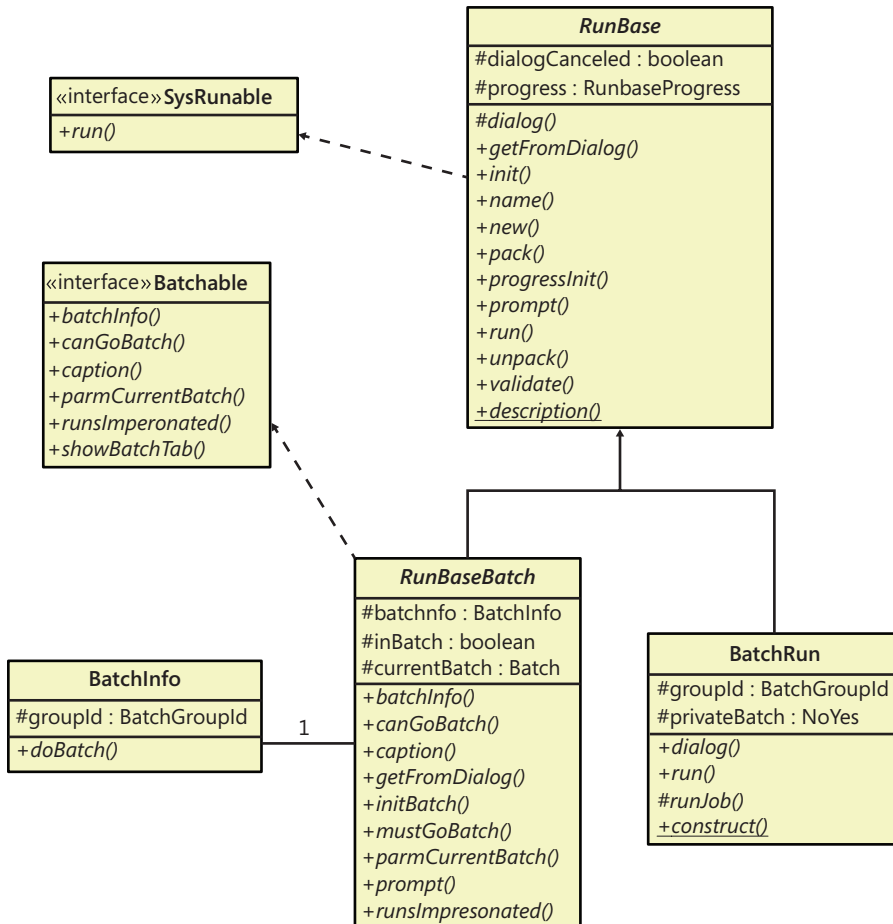 RunBase
#dialogCanceled : boolean
#progress : RunbaseProgress
#dialog()
+getFromDialog()
+init()
+name()
+new()
+pack()
+progressInit()
+prompt()
+run()
+unpack()
+validate()
+description()
«interface» SysRunable
+run()
«interface» Batchable
+batchInfo()
+canGoBatch()
+caption()
+parmCurrentBatch()
+runsImperonated()
+showBatchTab()
RunBaseBatch
#batchnfo : BatchInfo
#inBatch : boolean
#currentBatch : Batch
+batchInfo()
+canGoBatch()
+caption()
+getFromDialog()
+initBatch()
+mustGoBatch()
+parmCurrentBatch()
+prompt()
+runsImpresonated()
BatchInfo
#groupId : BatchGroupId
+doBatch()
1
BatchRun
#groupId : BatchGroupId
#privateBatch : NoYes
+dialog()
+run()
#runJob()
+construct()